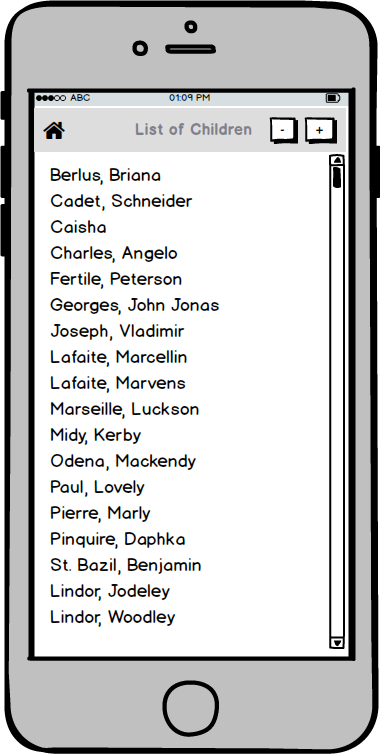 ABC 01:09 PM
List of Children - +
Berlus, Briana
Cadet, Schneider
Caisha
Charles, Angelo
Fertile, Peterson
Georges, John Jonas
Joseph, Vladimir
Lafaite, Marcellin
Lafaite, Marvens
Marseille, Luckson
Midy, Kerby
Odena, Mackendy
Paul, Lovely
Pierre, Marly
Pinquire, Daphka
St. Bazil, Benjamin
Lindor, Jodeley
Lindor, Woodley